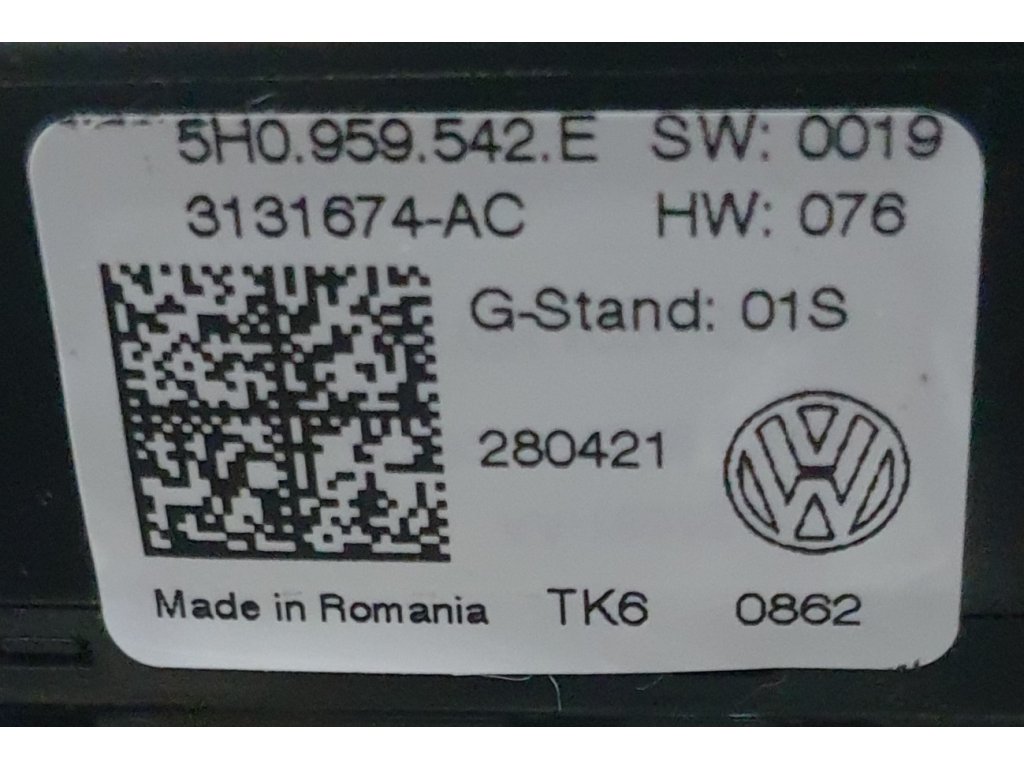 5H0.959.542.E SW: 0019
3131674-AC HW: 076
G-Stand: 01S
280421
Made in Romania TK6 0862